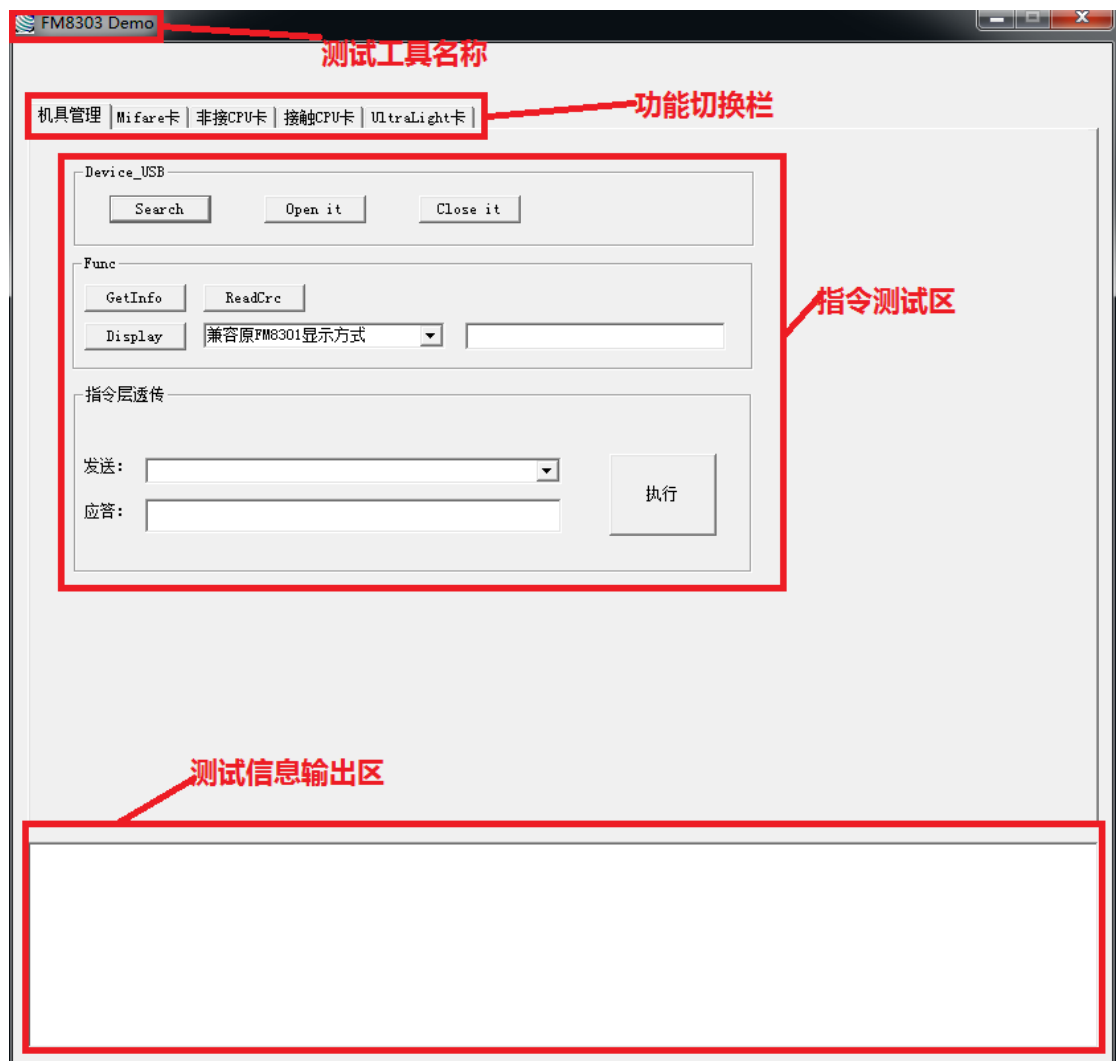 FM8303 Demo
测试工具名称
功能切换栏
机具管理 Mifare卡 非接CPU卡 接触CPU卡 UltraLight卡
Device_USB
Search Open it Close it
Func
GetInfo ReadCrc
指令测试区
Display 兼容原FM8301显示方式
指令层透传
发送:
执行
应答:
测试信息输出区